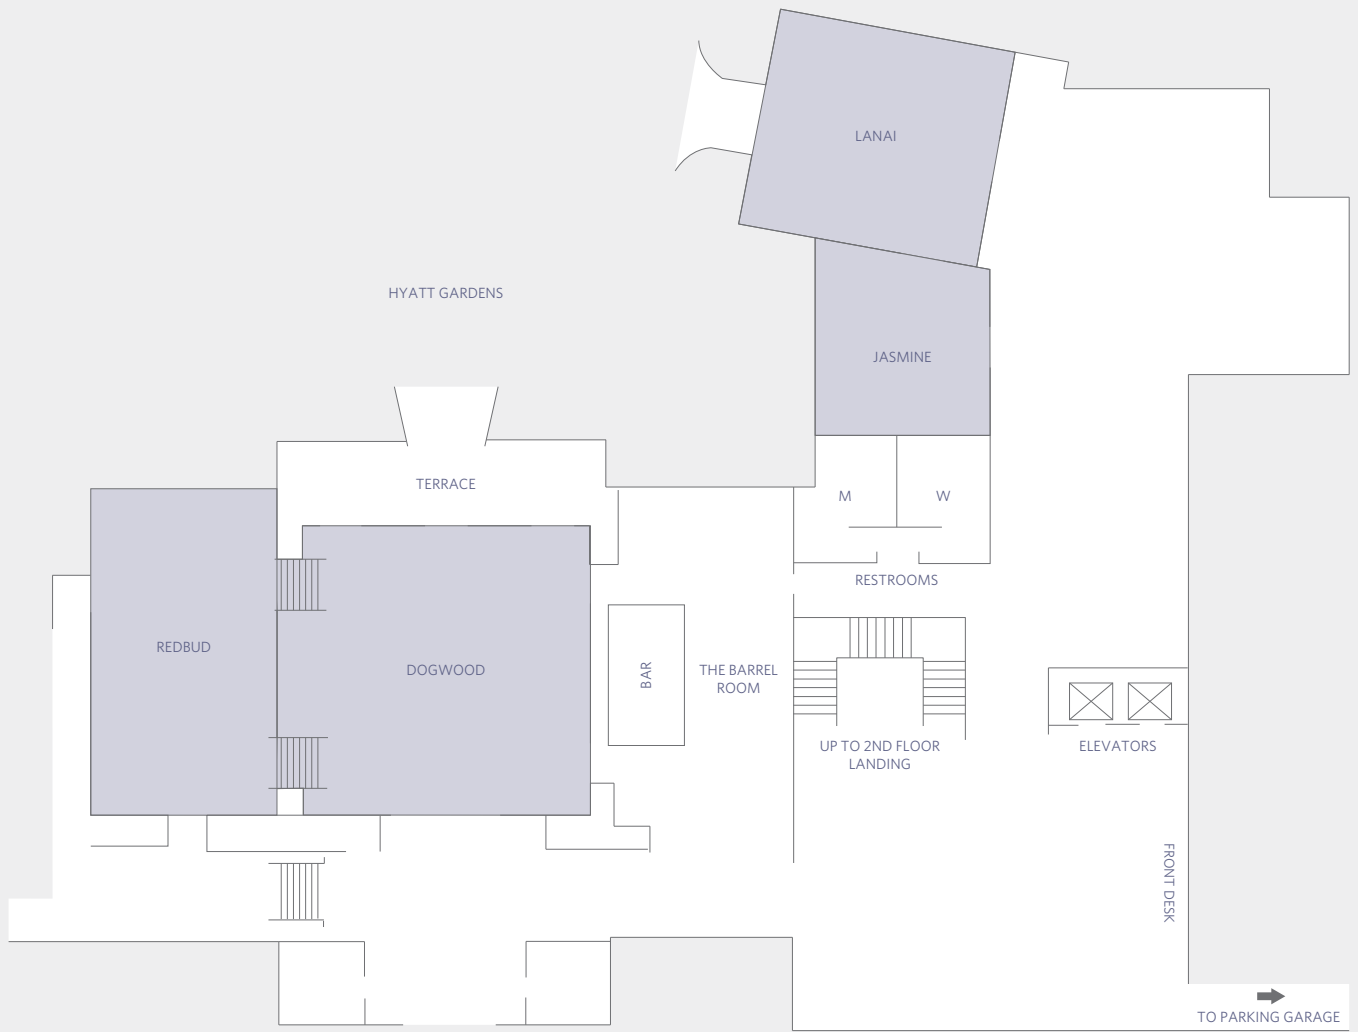 LANAI
HYATT GARDENS
JASMINE
TERRACE
M
W
RESTROOMS
REDBUD
DOGWOOD
BAR
THE BARREL
ROOM
UP TO 2ND FLOOR
LANDING
ELEVATORS
FRONT DESK
TO PARKING GARAGE